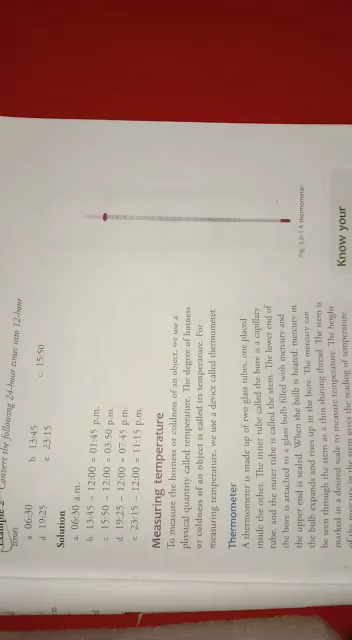 Example 2 Convert the following 24-hour times into 12-hour
times.
a. 06:30 b. 13:45 c. 15:50
d. 19:25 e. 23:15
Solution
a. 06:30 a.m.
b. 13:45 – 12:00 = 01:45 p.m.
c. 15:50 – 12:00 = 03:50 p.m.
d. 19:25 – 12:00 = 07:45 p.m.
e. 23:15 – 12:00 = 11:15 p.m.
Measuring temperature
To measure the hotness or coldness of an object, we use a
physical quantity called temperature. The degree of hotness
or coldness of an object is called its temperature. For
measuring temperature, we use a device called thermometer.
Thermometer
A thermometer is made up of two glass tubes, one placed
inside the other. The inner tube called the bore is a capillary
tube, and the outer tube is called the stem. The lower end of
the bore is attached to a glass bulb filled with mercury and
the upper end is sealed. When the bulb is heated, mercury in
the bulb expands and rises up in the bore. The mercury can
be seen through the stem as a thin shining thread. The stem is
marked in a desired scale to measure temperature. The height
of the mercury in the stem gives the reading of temperature.
A thermometer
Know your